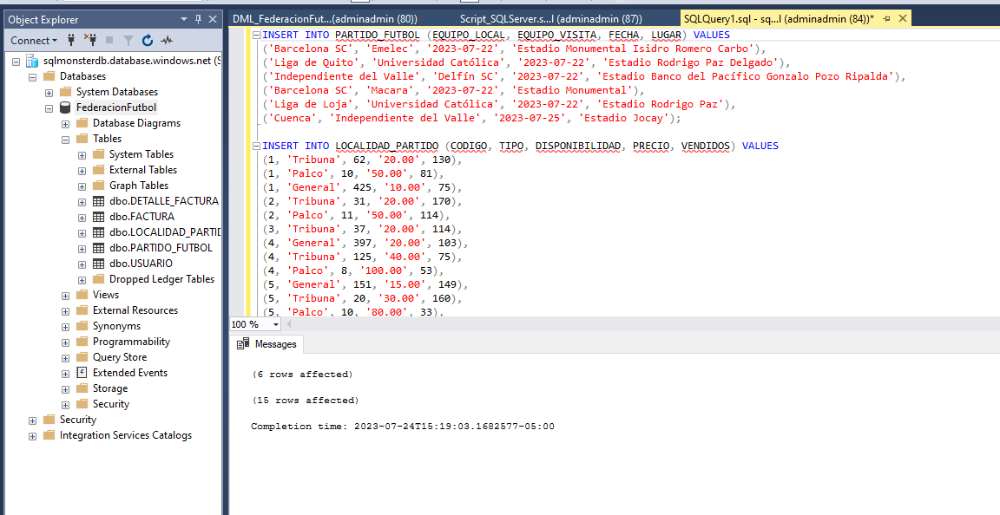 Object Explorer
Connect
sqlmonsterdb.database.windows.net (S
Databases
System Databases
FederacionFutbol
Database Diagrams
Tables
System Tables
External Tables
Graph Tables
dbo.DETALLE_FACTURA
dbo.FACTURA
dbo.LOCALIDAD_PARTID
dbo.PARTIDO_FUTBOL
dbo.USUARIO
Dropped Ledger Tables
Views
External Resources
Synonyms
Programmability
Query Store
Extended Events
Storage
Security
Security
Integration Services Catalogs
DML_FederacionFut...(adminadmin (80))
Script_SQLServer.s...l (adminadmin (87))
SQLQuery1.sql - sq...l (adminadmin (84))*
INSERT INTO PARTIDO_FUTBOL (EQUIPO_LOCAL, EQUIPO_VISITA, FECHA, LUGAR) VALUES
('Barcelona SC', 'Emelec', '2023-07-22', 'Estadio Monumental Isidro Romero Carbo'),
('Liga de Quito', 'Universidad Católica', '2023-07-22', 'Estadio Rodrigo Paz Delgado'),
('Independiente del Valle', 'Delfín SC', '2023-07-22', 'Estadio Banco del Pacífico Gonzalo Pozo Ripalda'),
('Barcelona SC', 'Macara', '2023-07-22', 'Estadio Monumental'),
('Liga de Loja', 'Universidad Católica', '2023-07-22', 'Estadio Rodrigo Paz'),
('Cuenca', 'Independiente del Valle', '2023-07-25', 'Estadio Jocay');
INSERT INTO LOCALIDAD_PARTIDO (CODIGO, TIPO, DISPONIBILIDAD, PRECIO, VENDIDOS) VALUES
(1, 'Tribuna', 62, '20.00', 130),
(1, 'Palco', 10, '50.00', 81),
(1, 'General', 425, '10.00', 75),
(2, 'Tribuna', 31, '20.00', 170),
(2, 'Palco', 11, '50.00', 114),
(3, 'Tribuna', 37, '20.00', 114),
(4, 'General', 397, '20.00', 103),
(4, 'Tribuna', 125, '40.00', 75),
(4, 'Palco', 8, '100.00', 53),
(5, 'General', 151, '15.00', 149),
(5, 'Tribuna', 20, '30.00', 160),
(5, 'Palco', 10, '80.00', 33),
100 %
Messages
(6 rows affected)
(15 rows affected)
Completion time: 2023-07-24T15:19:03.1682577-05:00